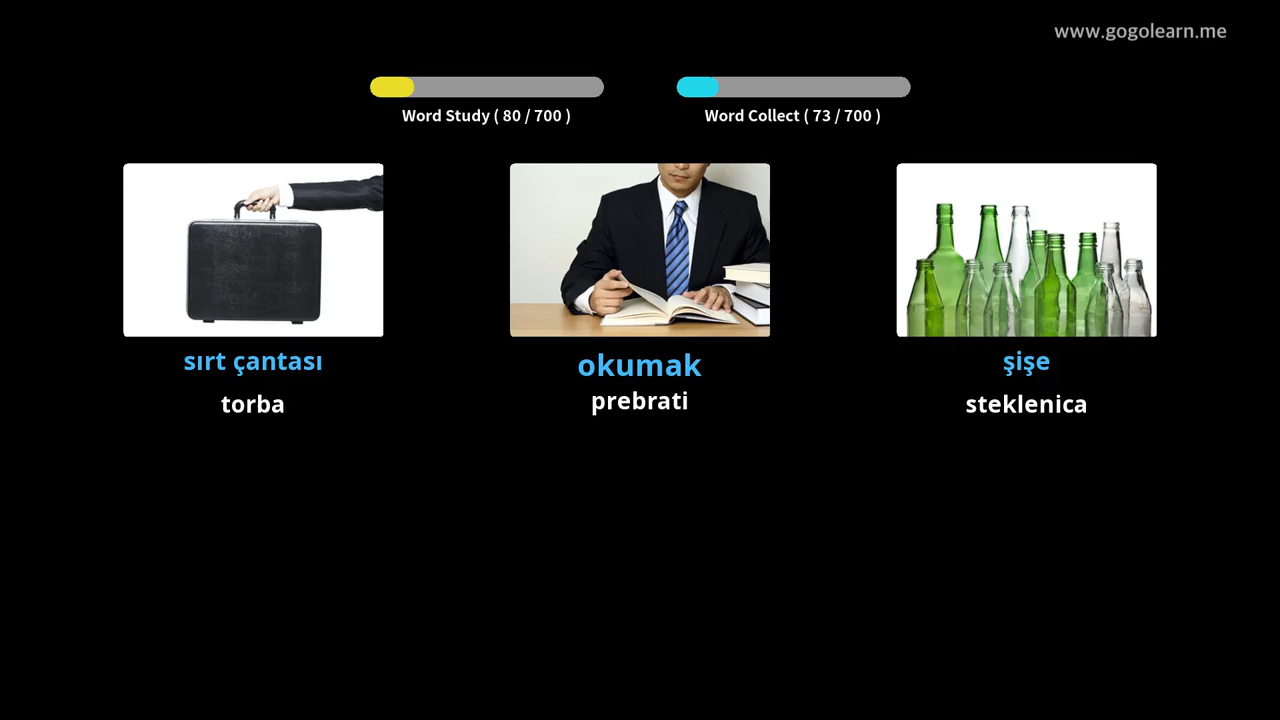 www.gogolearn.me
Word Study ( 80 / 700 )
Word Collect ( 73 / 700 )
sırt çantası
torba
okumak
prebrati
şişe
steklenica